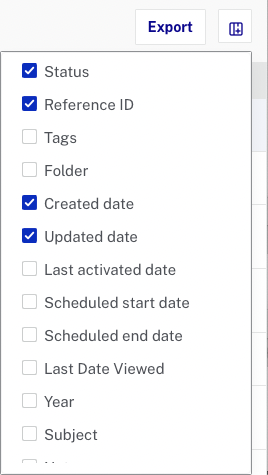 Export
Status
Reference ID
Tags
Folder
Created date
Updated date
Last activated date
Scheduled start date
Scheduled end date
Last Date Viewed
Year
Subject